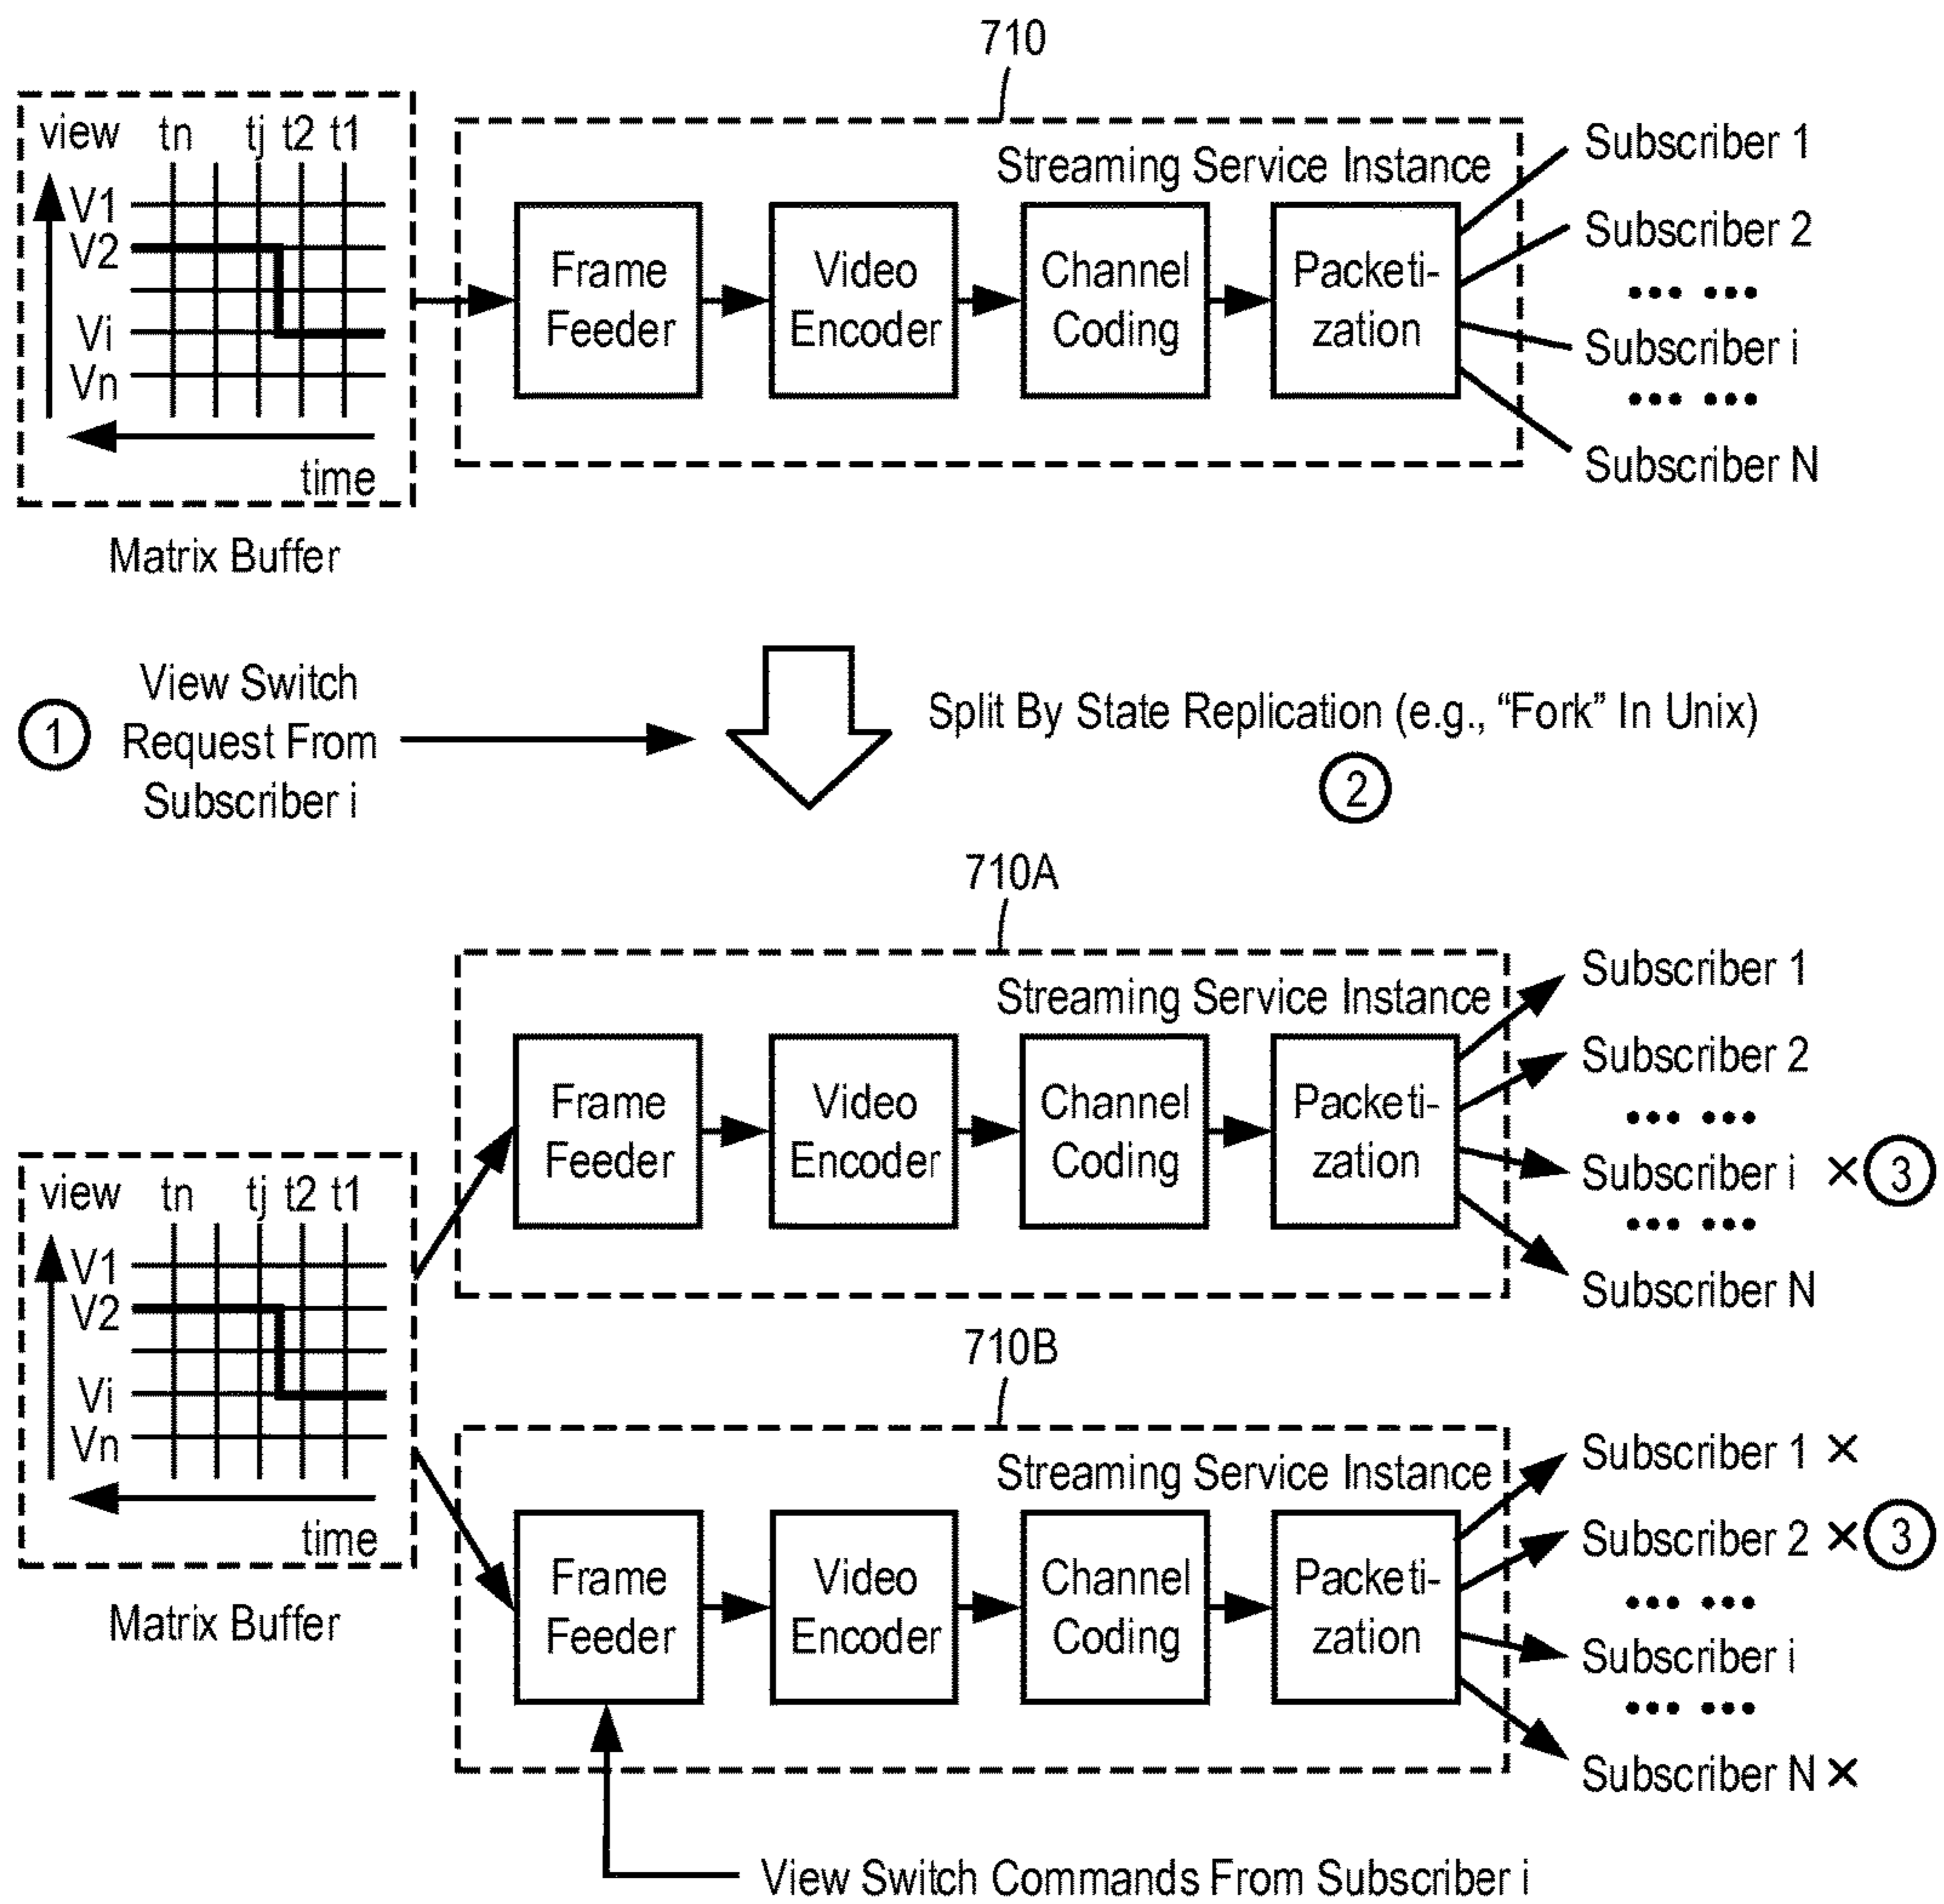 710
view tn tj t2 t1
V1
V2
Vi
Vn
time
Matrix Buffer
Streaming Service Instance
Frame
Feeder
Video
Encoder
Channel
Coding
Packeti-
zation
Subscriber 1
Subscriber 2
••• •••
Subscriber i
••• •••
Subscriber N
1
View Switch
Request From
Subscriber i
Split By State Replication (e.g., “Fork” In Unix)
2
710A
Streaming Service Instance
Frame
Feeder
Video
Encoder
Channel
Coding
Packeti-
zation
Subscriber 1
Subscriber 2
••• •••
Subscriber i × 3
••• •••
Subscriber N
view tn tj t2 t1
V1
V2
Vi
Vn
time
Matrix Buffer
710B
Streaming Service Instance
Frame
Feeder
Video
Encoder
Channel
Coding
Packeti-
zation
Subscriber 1 ×
Subscriber 2 × 3
••• •••
Subscriber i
••• •••
Subscriber N ×
View Switch Commands From Subscriber i